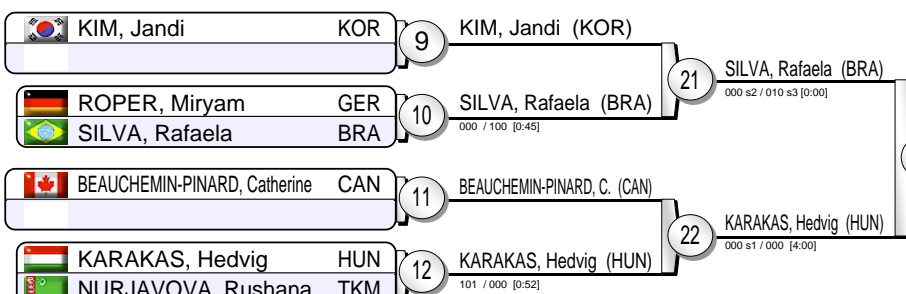 KIM, Jandi KOR
9
KIM, Jandi (KOR)
21
SILVA, Rafaela (BRA)
000 s2 / 010 s3 [0:00]
ROPER, Miryam GER
SILVA, Rafaela BRA
10
SILVA, Rafaela (BRA)
000 / 100 [0:45]
BEAUCHEMIN-PINARD, Catherine CAN
11
BEAUCHEMIN-PINARD, C. (CAN)
22
KARAKAS, Hedvig (HUN)
000 s1 / 000 [4:00]
KARAKAS, Hedvig HUN
NURJAVOVA, Rushana TKM
12
KARAKAS, Hedvig (HUN)
101 / 000 [0:52]